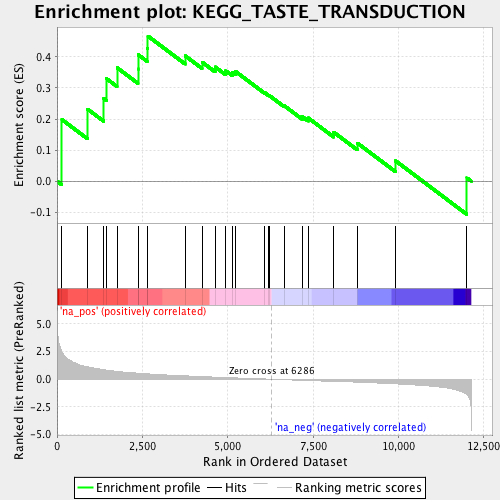 Enrichment plot: KEGG_TASTE_TRANSDUCTION
Enrichment score (ES)
0.4
0.3
0.2
0.1
0.0
-0.1
'na_pos' (positively correlated)
Ranked list metric (PreRanked)
5.0
2.5
0.0
-2.5
-5.0
Zero cross at 6286
'na_neg' (negatively correlated)
0 2,500 5,000 7,500 10,000 12,500
Rank in Ordered Dataset
Enrichment profile Hits Ranking metric scores